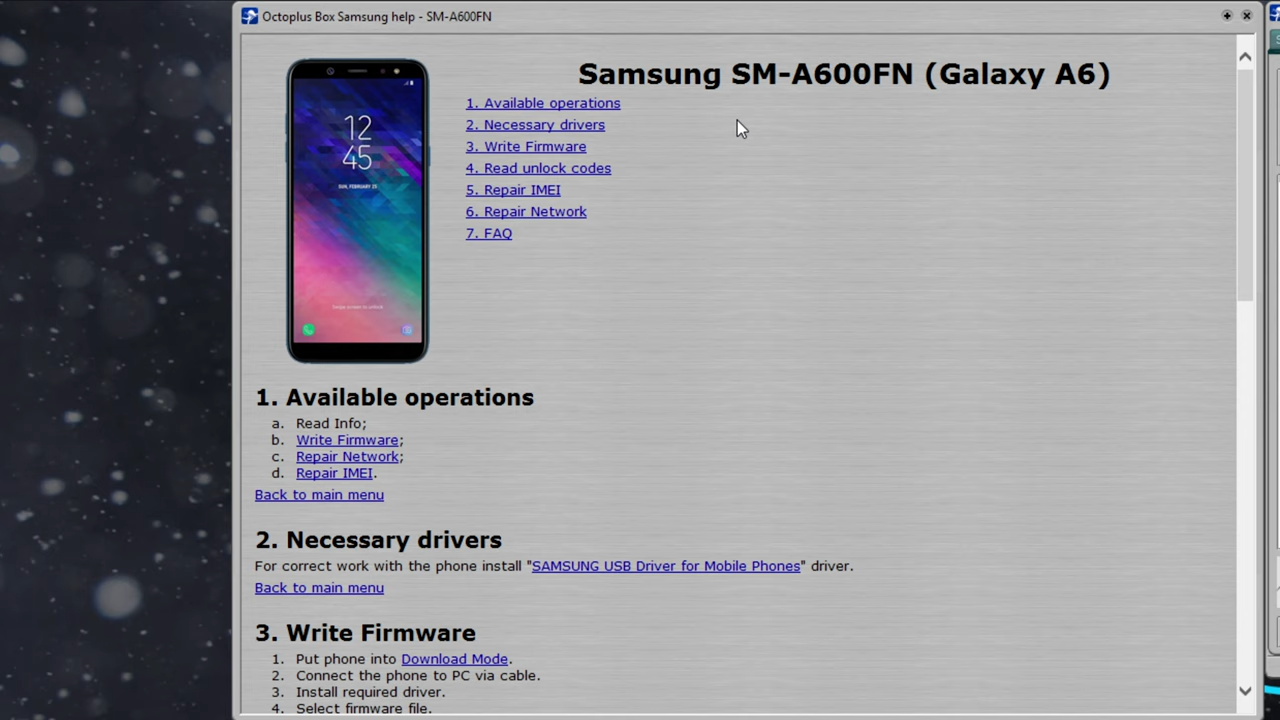 Octoplus Box Samsung help - SM-A600FN
Samsung SM-A600FN (Galaxy A6)
1. Available operations
2. Necessary drivers
3. Write Firmware
4. Read unlock codes
5. Repair IMEI
6. Repair Network
7. FAQ
12
45
SUN, FEBRUARY 25
1. Available operations
a. Read Info;
b. Write Firmware;
c. Repair Network;
d. Repair IMEI.
Back to main menu
2. Necessary drivers
For correct work with the phone install "SAMSUNG USB Driver for Mobile Phones" driver.
Back to main menu
3. Write Firmware
1. Put phone into Download Mode.
2. Connect the phone to PC via cable.
3. Install required driver.
4. Select firmware file.